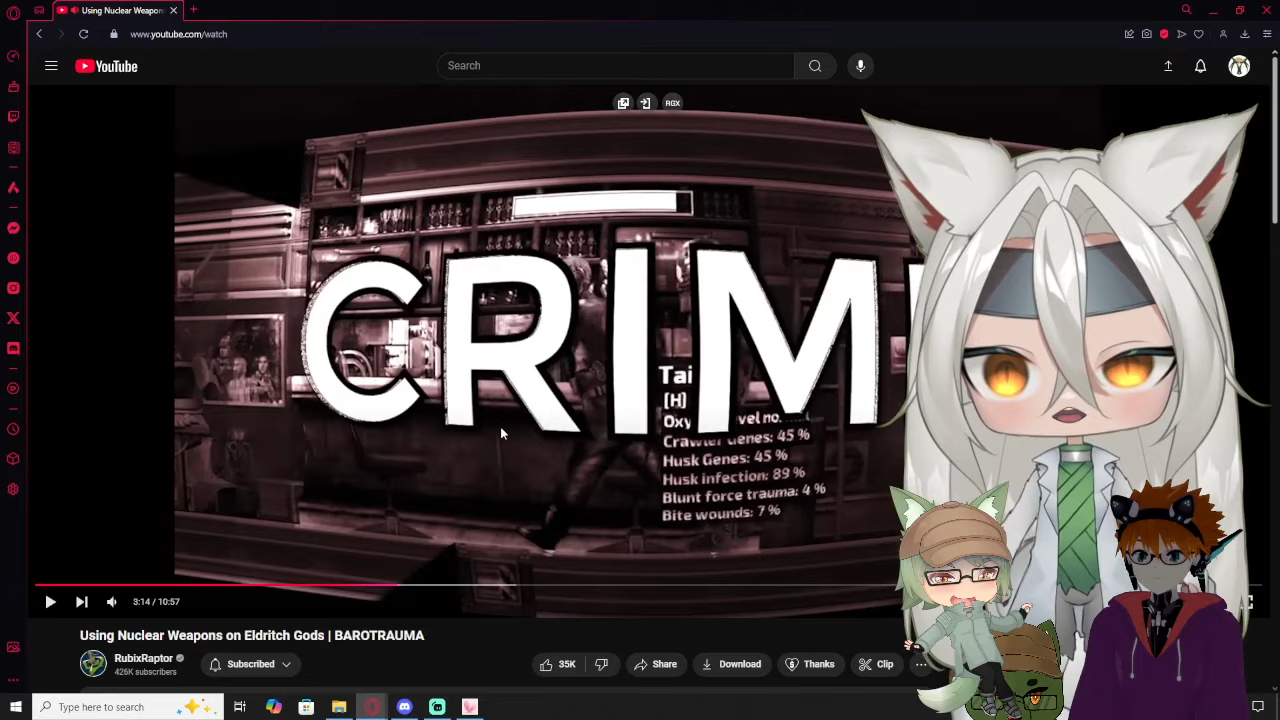 Using Nuclear Weapon
www.youtube.com/watch
YouTube
Search
RGX
CRIM
Tai
[H]
Crawler Genes: 45 %
Husk Genes: 45 %
Husk infection: 89 %
Blunt force trauma: 4 %
Bite wounds: 7 %
3:14 / 10:57
Using Nuclear Weapons on Eldritch Gods | BAROTRAUMA
RubixRaptor
426K subscribers
Subscribed
35K
Share
Download
Thanks
Clip
...
Type here to search